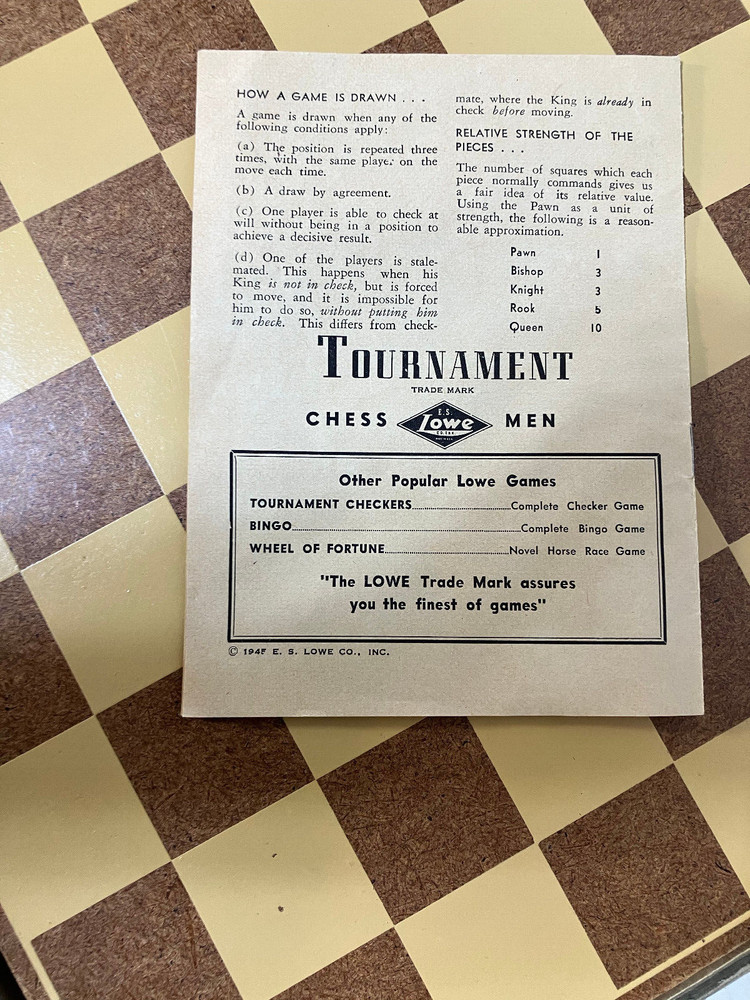 HOW A GAME IS DRAWN . . .
A game is drawn when any of the
following conditions apply:
(a) The position is repeated three
times, with the same player on the
move each time.
(b) A draw by agreement.
(c) One player is able to check at
will without being in a position to
achieve a decisive result.
(d) One of the players is stale-
mated. This happens when his
King is not in check, but is forced
to move, and it is impossible for
him to do so, without putting him
in check. This differs from check-
mate, where the King is already in
check before moving.
RELATIVE STRENGTH OF THE
PIECES . . .
The number of squares which each
piece normally commands gives us
a fair idea of its relative value.
Using the Pawn as a unit of
strength, the following is a reason-
able approximation.
Pawn 1
Bishop 3
Knight 3
Rook 5
Queen 10
TOURNAMENT
TRADE MARK
CHESS E.S. Lowe MEN
Other Popular Lowe Games
TOURNAMENT CHECKERS Complete Checker Game
BINGO Complete Bingo Game
WHEEL OF FORTUNE Novel Horse Race Game
"The LOWE Trade Mark assures
you the finest of games"
© E. S. LOWE CO., INC.